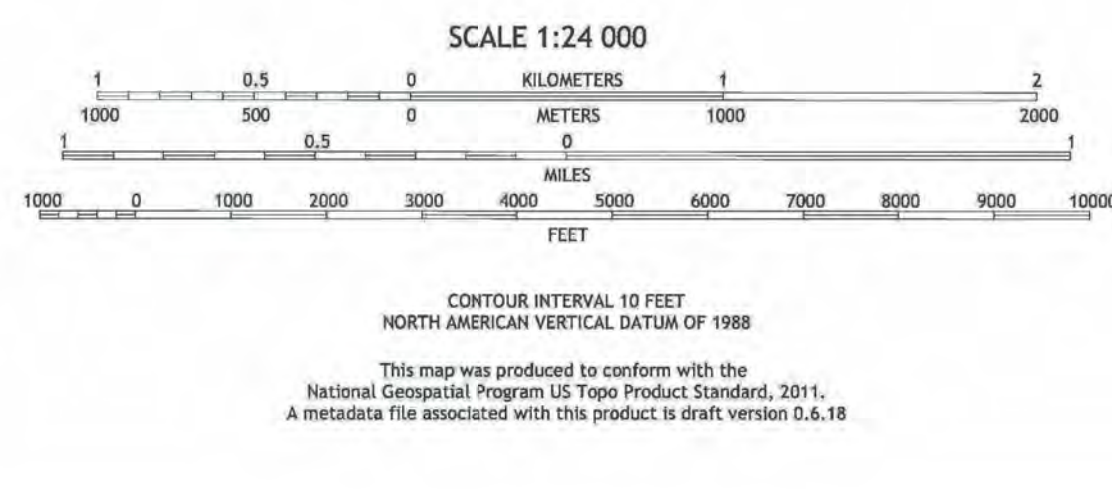 SCALE 1:24 000
1 0.5 0 KILOMETERS 1 2
1000 500 0 METERS 1000 2000
1 0.5 0 1
MILES
1000 0 1000 2000 3000 4000 5000 6000 7000 8000 9000 10000
FEET
CONTOUR INTERVAL 10 FEET
NORTH AMERICAN VERTICAL DATUM OF 1988
This map was produced to conform with the
National Geospatial Program US Topo Product Standard, 2011.
A metadata file associated with this product is draft version 0.6.18